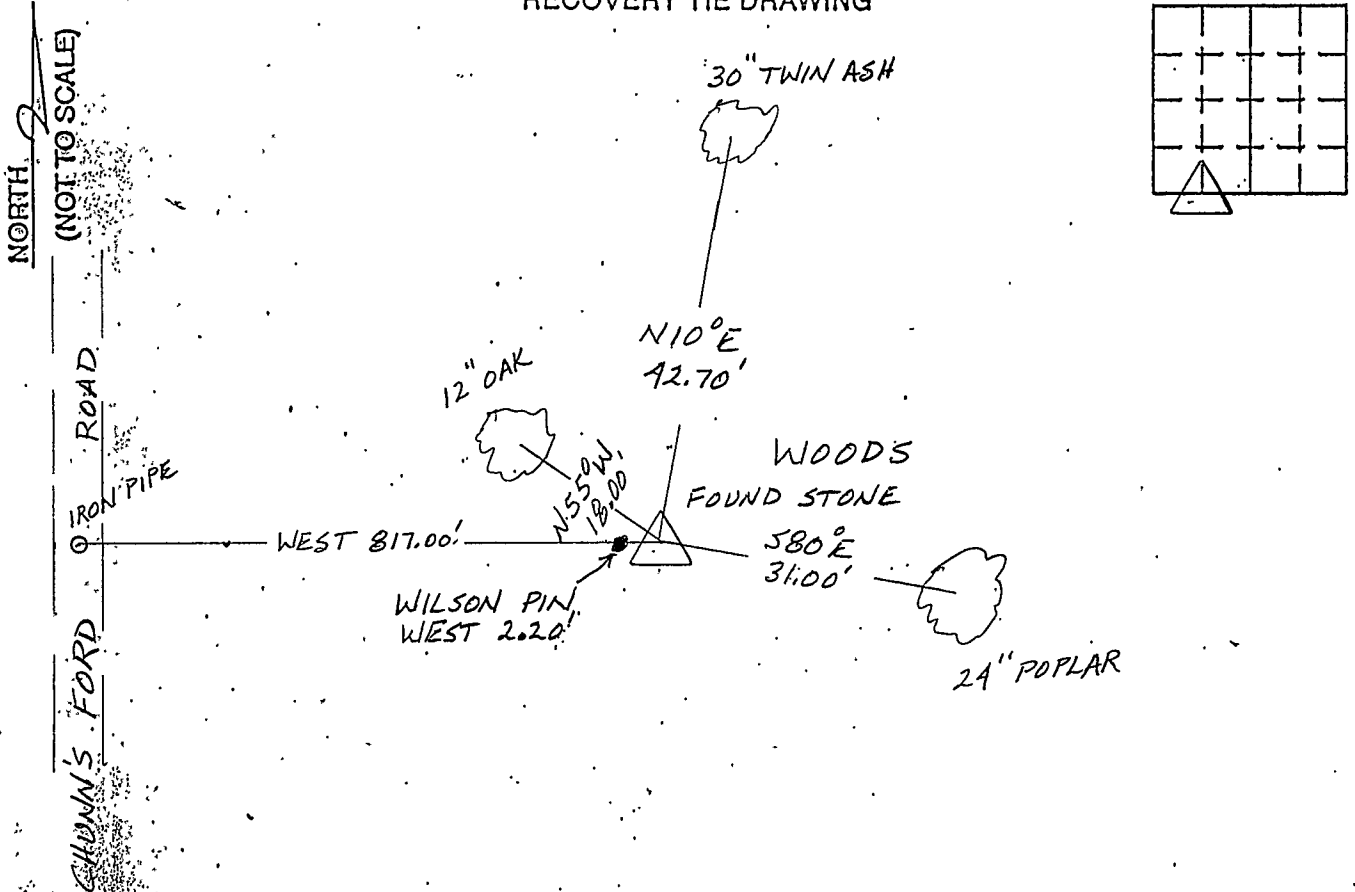 RECOVERY TIE DRAWING
NORTH
(NOT TO SCALE)
30" TWIN ASH
N10°E
42.70'
12" OAK
N55°W,
18.00
WOODS
FOUND STONE
IRON PIPE
WEST 817.00'
S80°E
31.00'
WILSON PIN
WEST 2.20'
24" POPLAR
CHUNN'S FORD ROAD